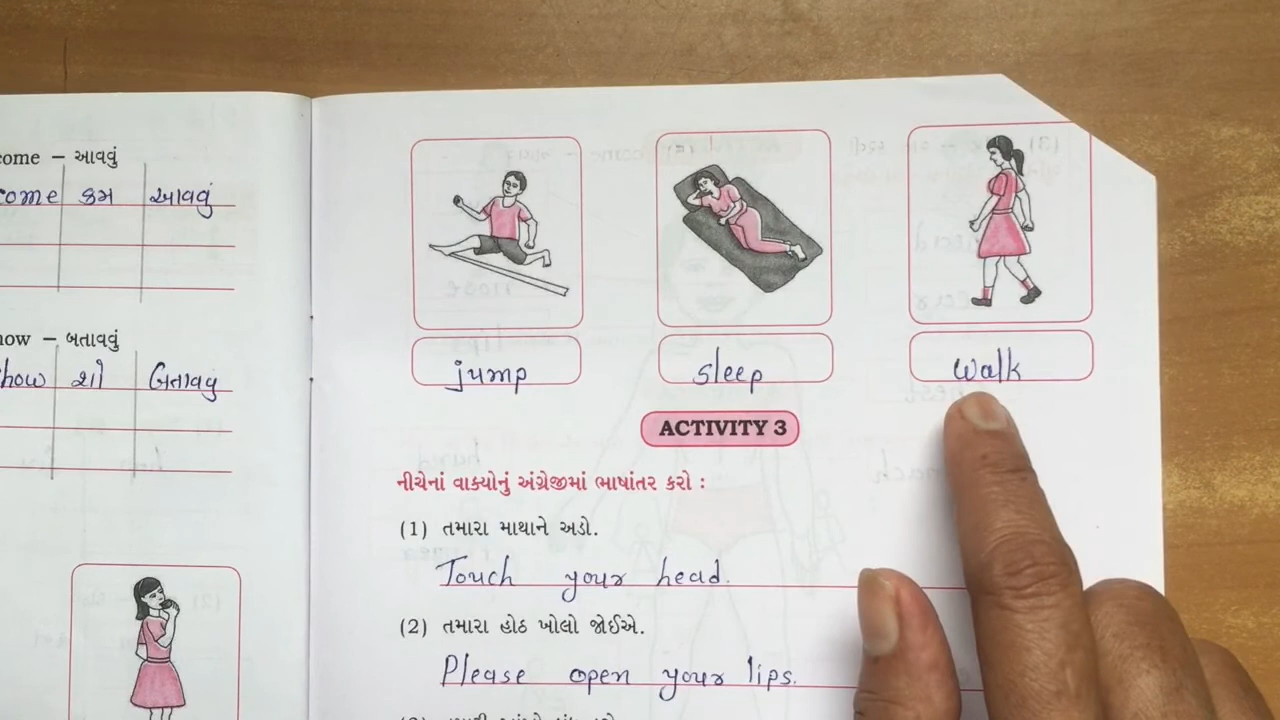 come – આવવું
come કમ આવવું
how – બતાવવું
show શો બતાવવું
jump sleep walk
ACTIVITY 3
નીચેનાં વાક્યોનું અંગ્રેજીમાં ભાષાંતર કરો :
(1) તમારા માથાને અડો.
Touch your head.
(2) તમારા હોઠ ખોલો જોઈએ.
Please open your lips.